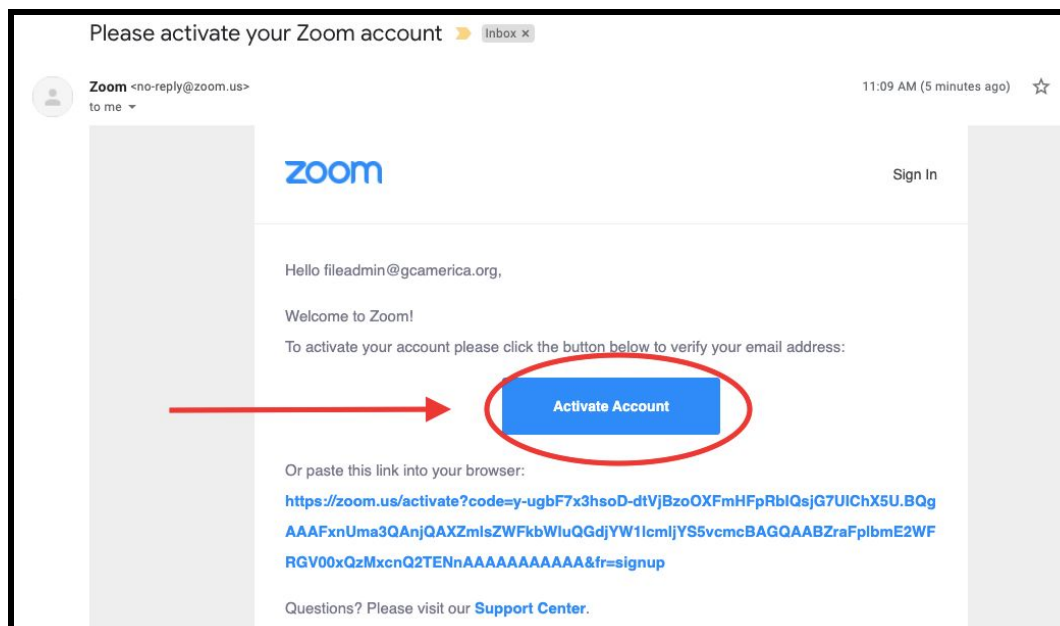 Please activate your Zoom account Inbox ×
Zoom <no-reply@zoom.us> 11:09 AM (5 minutes ago)
to me
zoom Sign In
Hello fileadmin@gcamerica.org,
Welcome to Zoom!
To activate your account please click the button below to verify your email address:
Activate Account
Or paste this link into your browser:
https://zoom.us/activate?code=y-ugbF7x3hsoD-dtVjBzoOXFmHFpRblQsjG7UlChX5U.BQg
AAAFxnUma3QAnjQAXZmlsZWFkbWluQGdjYW1lcmljYS5vcmcBAGQAABZraFplbmE2WF
RGV00xQzMxcnQ2TENnAAAAAAAAAAA&fr=signup
Questions? Please visit our Support Center.